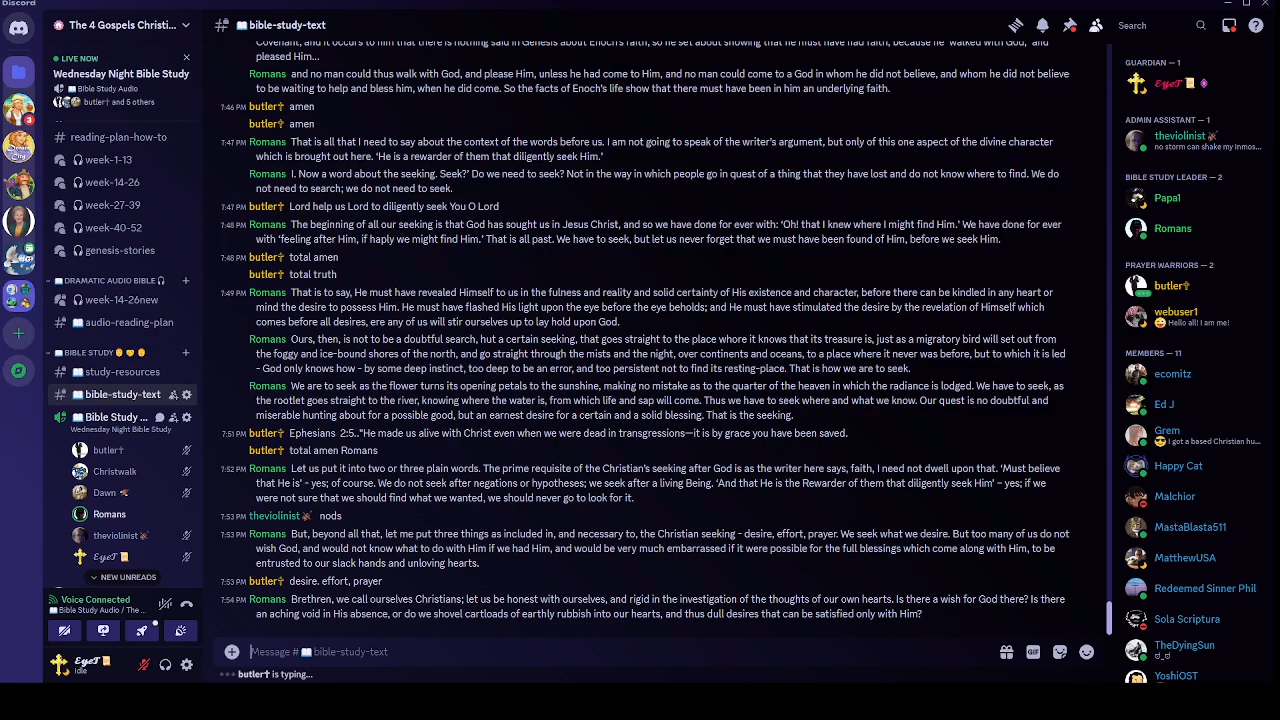 Discord
The 4 Gospels Christi...
LIVE NOW
Wednesday Night Bible Study
Bible Study Audio
butler✝ and 5 others
reading-plan-how-to
week-1-13
week-14-26
week-27-39
week-40-52
genesis-stories
DRAMATIC AUDIO BIBLE
week-14-26new
audio-reading-plan
BIBLE STUDY
study-resources
bible-study-text
Bible Study ...
Wednesday Night Bible Study
butler✝
Christwalk
Dawn
Romans
theviolinist
EyeT
NEW UNREADS
Voice Connected
Bible Study Audio / The ...
EyeT
Idle
bible-study-text
Covenant, and it occurs to him that there is nothing said in Genesis about Enoch's faith, so he set about showing that he must have had faith, because he 'walked with God,' and
pleased Him...
Romans and no man could thus walk with God, and please Him, unless he had come to Him, and no man could come to a God in whom he did not believe, and whom he did not believe
to be waiting to help and bless him, when he did come. So the facts of Enoch's life show that there must have been in him an underlying faith.
7:46 PM butler✝ amen
butler✝ amen
7:47 PM Romans That is all that I need to say about the context of the words before us. I am not going to speak of the writer's argument, but only of this one aspect of the divine character
which is brought out here. 'He is a rewarder of them that diligently seek Him.'
Romans I. Now a word about the seeking. Seek?' Do we need to seek? Not in the way in which people go in quest of a thing that they have lost and do not know where to find. We do
not need to search; we do not need to seek.
7:47 PM butler✝ Lord help us Lord to diligently seek You O Lord
7:48 PM Romans The beginning of all our seeking is that God has sought us in Jesus Christ, and so we have done for ever with: 'Oh! that I knew where I might find Him.' We have done for ever
with 'feeling after Him, if haply we might find Him.' That is all past. We have to seek, but let us never forget that we must have been found of Him, before we seek Him.
7:48 PM butler✝ total amen
butler✝ total truth
7:49 PM Romans That is to say, He must have revealed Himself to us in the fulness and reality and solid certainty of His existence and character, before there can be kindled in any heart or
mind the desire to possess Him. He must have flashed His light upon the eye before the eye beholds; and He must have stimulated the desire by the revelation of Himself which
comes before all desires, ere any of us will stir ourselves up to lay hold upon God.
Romans Ours, then, is not to be a doubtful search, but a certain seeking, that goes straight to the place where it knows that its treasure is, just as a migratory bird will set out from
the foggy and ice-bound shores of the north, and go straight through the mists and the night, over continents and oceans, to a place where it never was before, but to which it is led
- God only knows how - by some deep instinct, too deep to be an error, and too persistent not to find its resting-place. That is how we are to seek.
Romans We are to seek as the flower turns its opening petals to the sunshine, making no mistake as to the quarter of the heaven in which the radiance is lodged. We have to seek, as
the rootlet goes straight to the river, knowing where the water is, from which life and sap will come. Thus we have to seek where and what we know. Our quest is no doubtful and
miserable hunting about for a possible good, but an earnest desire for a certain and a solid blessing. That is the seeking.
7:51 PM butler✝ Ephesians 2:5.."He made us alive with Christ even when we were dead in transgressions—it is by grace you have been saved.
butler✝ total amen Romans
7:52 PM Romans Let us put it into two or three plain words. The prime requisite of the Christian's seeking after God is as the writer here says, faith, I need not dwell upon that. 'Must believe
that He is' - yes; of course. We do not seek after negations or hypotheses; we seek after a living Being. 'And that He is the Rewarder of them that diligently seek Him' – yes; if we
were not sure that we should find what we wanted, we should never go to look for it.
7:53 PM theviolinist nods
7:53 PM Romans But, beyond all that, let me put three things as included in, and necessary to, the Christian seeking - desire, effort, prayer. We seek what we desire. But too many of us do not
wish God, and would not know what to do with Him if we had Him, and would be very much embarrassed if it were possible for the full blessings which come along with Him, to be
entrusted to our slack hands and unloving hearts.
7:53 PM butler✝ desire. effort, prayer
7:54 PM Romans Brethren, we call ourselves Christians; let us be honest with ourselves, and rigid in the investigation of the thoughts of our own hearts. Is there a wish for God there? Is there
an aching void in His absence, or do we shovel cartloads of earthly rubbish into our hearts, and thus dull desires that can be satisfied only with Him?
Message # bible-study-text
GIF
butler✝ is typing...
Search
GUARDIAN — 1
EyeT
ADMIN ASSISTANT — 1
theviolinist
no storm can shake my inmos...
BIBLE STUDY LEADER — 2
Papa1
Romans
PRAYER WARRIORS — 2
butler✝
webuser1
Hello all! I am me!
MEMBERS — 11
ecomitz
Ed J
Grem
I got a based Christian hu...
Happy Cat
Malchior
MastaBlasta511
MatthewUSA
Redeemed Sinner Phil
Sola Scriptura
TheDyingSun
YoshiOST